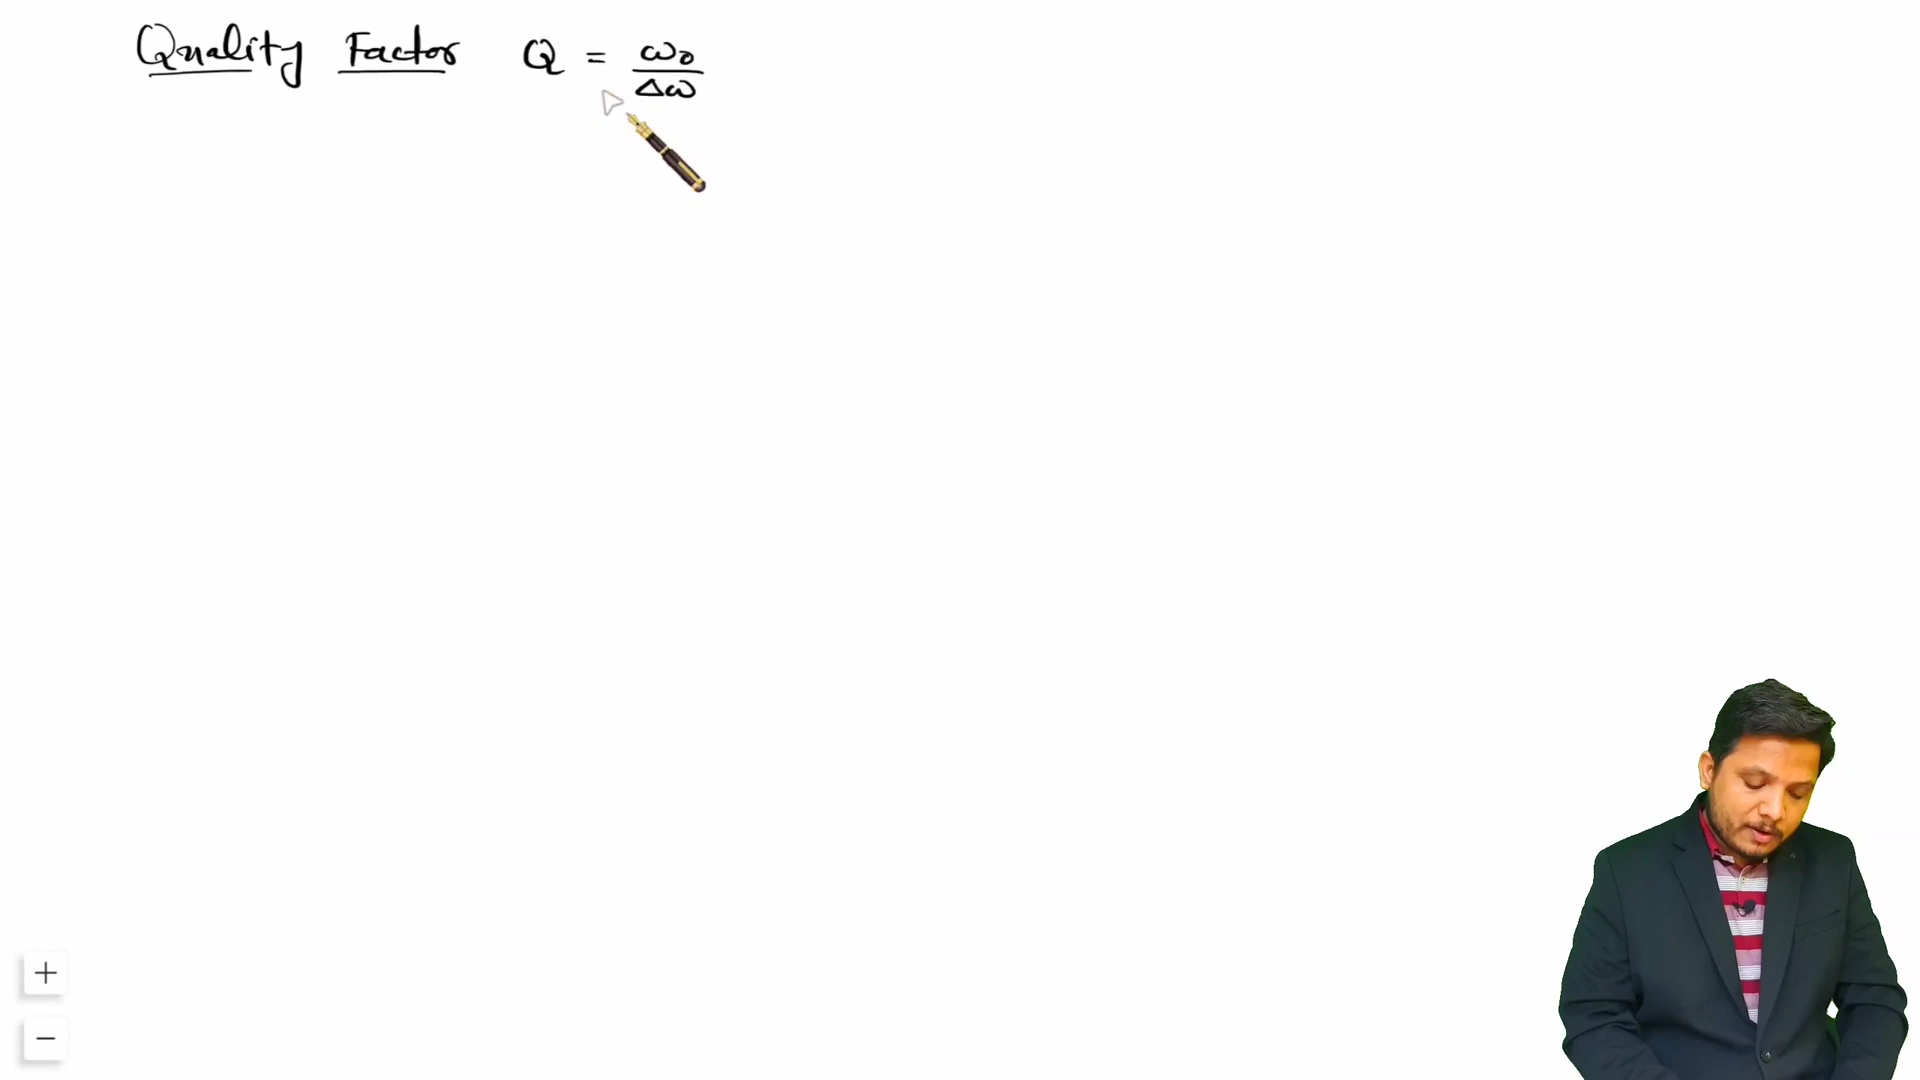 Quality Factor Q = ω₀/Δω